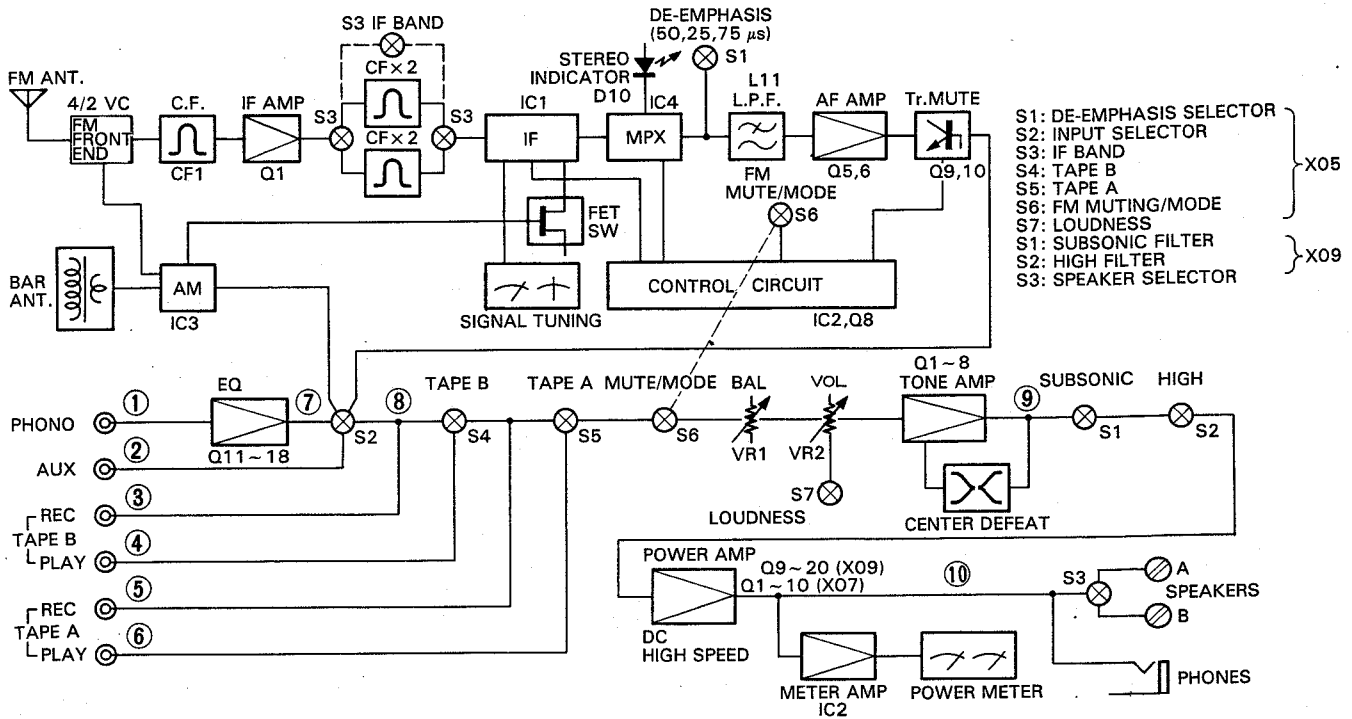 DE-EMPHASIS
(50,25,75 μs)
S3 IF BAND
S1
STEREO
INDICATOR
D10
FM ANT.
CF×2
L11
4/2 VC
C.F.
IF AMP
IC1
IC4
L.P.F.
AF AMP
Tr.MUTE
FM
FRONT
END
S3
S3
CF×2
IF
MPX
CF1
Q1
FM
Q5,6
Q9,10
MUTE/MODE
S6
FET
SW
S1: DE-EMPHASIS SELECTOR
S2: INPUT SELECTOR
S3: IF BAND
S4: TAPE B
S5: TAPE A
S6: FM MUTING/MODE
S7: LOUDNESS
X05
S1: SUBSONIC FILTER
S2: HIGH FILTER
S3: SPEAKER SELECTOR
X09
BAR
ANT.
AM
IC3
SIGNAL TUNING
CONTROL CIRCUIT
IC2,Q8
EQ
TAPE B
TAPE A
MUTE/MODE
BAL
VOL
Q1~8
TONE AMP
SUBSONIC
HIGH
PHONO
①
⑦
⑧
⑨
S2
S4
S5
S6
VR1
VR2
S1
S2
Q11~18
AUX
②
S7
LOUDNESS
CENTER DEFEAT
REC
③
TAPE B
PLAY
④
REC
⑤
TAPE A
PLAY
⑥
POWER AMP
Q9~20 (X09)
Q1~10 (X07)
⑩
S3
A
SPEAKERS
B
DC
HIGH SPEED
METER AMP
IC2
POWER METER
PHONES